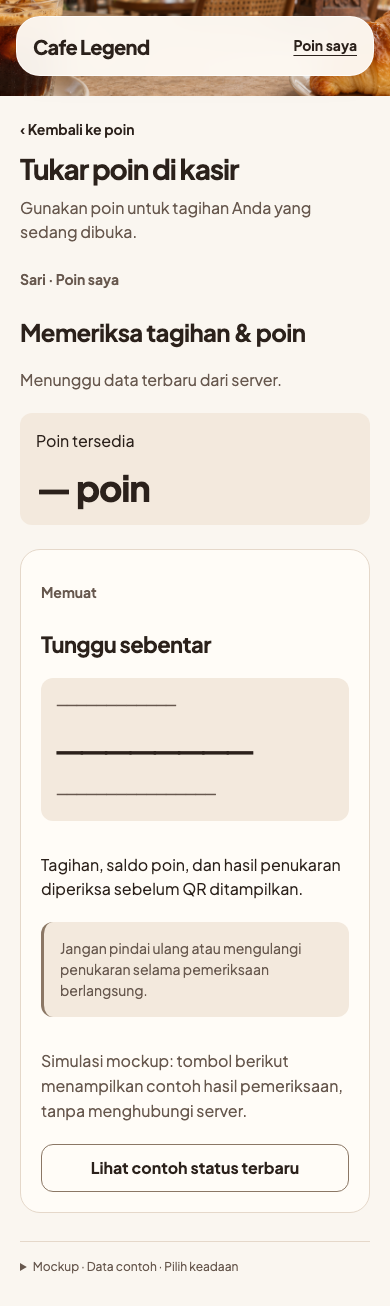 Cafe Legend
Poin saya
‹ Kembali ke poin
Tukar poin di kasir
Gunakan poin untuk tagihan Anda yang
sedang dibuka.
Sari · Poin saya
Memeriksa tagihan & poin
Menunggu data terbaru dari server.
Poin tersedia
— poin
Memuat
Tunggu sebentar
Tagihan, saldo poin, dan hasil penukaran
diperiksa sebelum QR ditampilkan.
Jangan pindai ulang atau mengulangi
penukaran selama pemeriksaan
berlangsung.
Simulasi mockup: tombol berikut
menampilkan contoh hasil pemeriksaan,
tanpa menghubungi server.
Lihat contoh status terbaru
▶ Mockup · Data contoh · Pilih keadaan